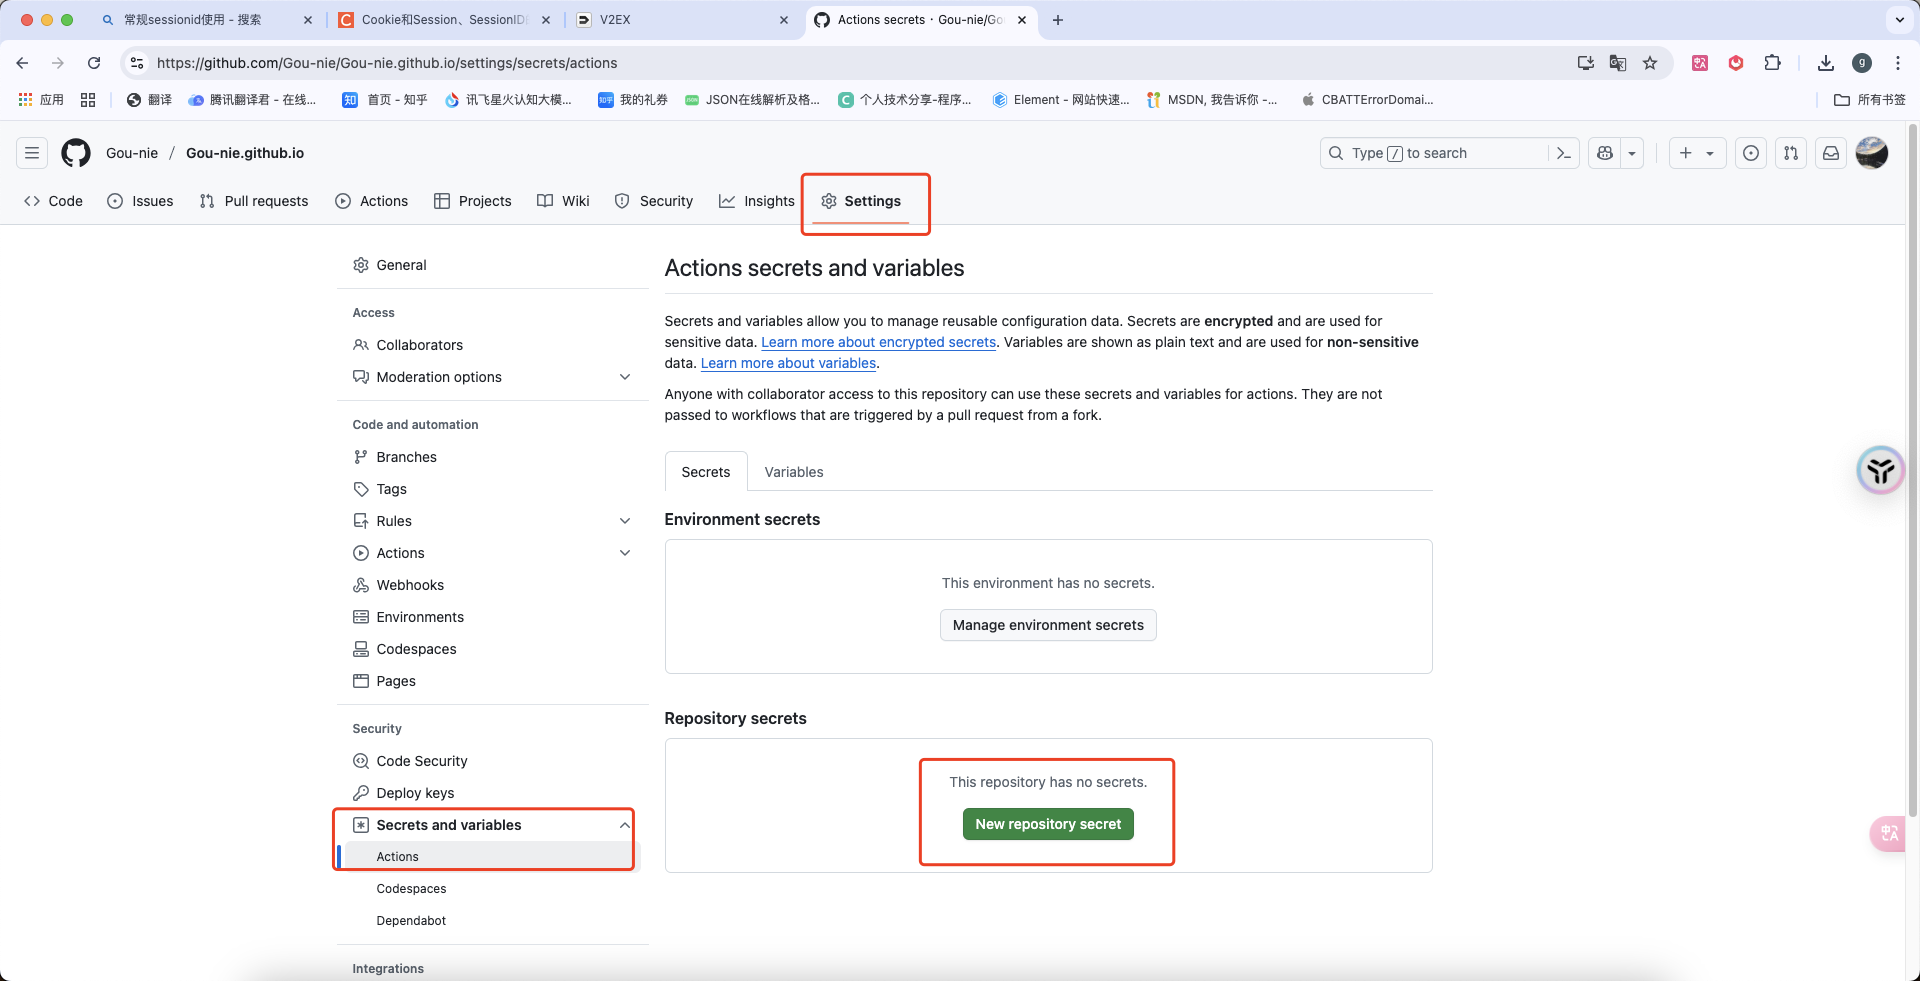 常规sessionid使用 - 搜索
Cookie和Session、SessionID
V2EX
Actions secrets · Gou-nie/Go
https://github.com/Gou-nie/Gou-nie.github.io/settings/secrets/actions
g
应用
翻译
腾讯翻译君 - 在线...
知 首页 - 知乎
讯飞星火认知大模...
我的礼券
JSON在线解析及格...
个人技术分享-程序...
Element - 网站快速...
MSDN, 我告诉你 -...
CBATTErrorDomai...
所有书签
Gou-nie / Gou-nie.github.io
Type / to search
Code
Issues
Pull requests
Actions
Projects
Wiki
Security
Insights
Settings
General
Access
Collaborators
Moderation options
Code and automation
Branches
Tags
Rules
Actions
Webhooks
Environments
Codespaces
Pages
Security
Code Security
Deploy keys
Secrets and variables
Actions
Codespaces
Dependabot
Integrations
Actions secrets and variables
Secrets and variables allow you to manage reusable configuration data. Secrets are encrypted and are used for
sensitive data. Learn more about encrypted secrets. Variables are shown as plain text and are used for non-sensitive
data. Learn more about variables.
Anyone with collaborator access to this repository can use these secrets and variables for actions. They are not
passed to workflows that are triggered by a pull request from a fork.
Secrets
Variables
Environment secrets
This environment has no secrets.
Manage environment secrets
Repository secrets
This repository has no secrets.
New repository secret